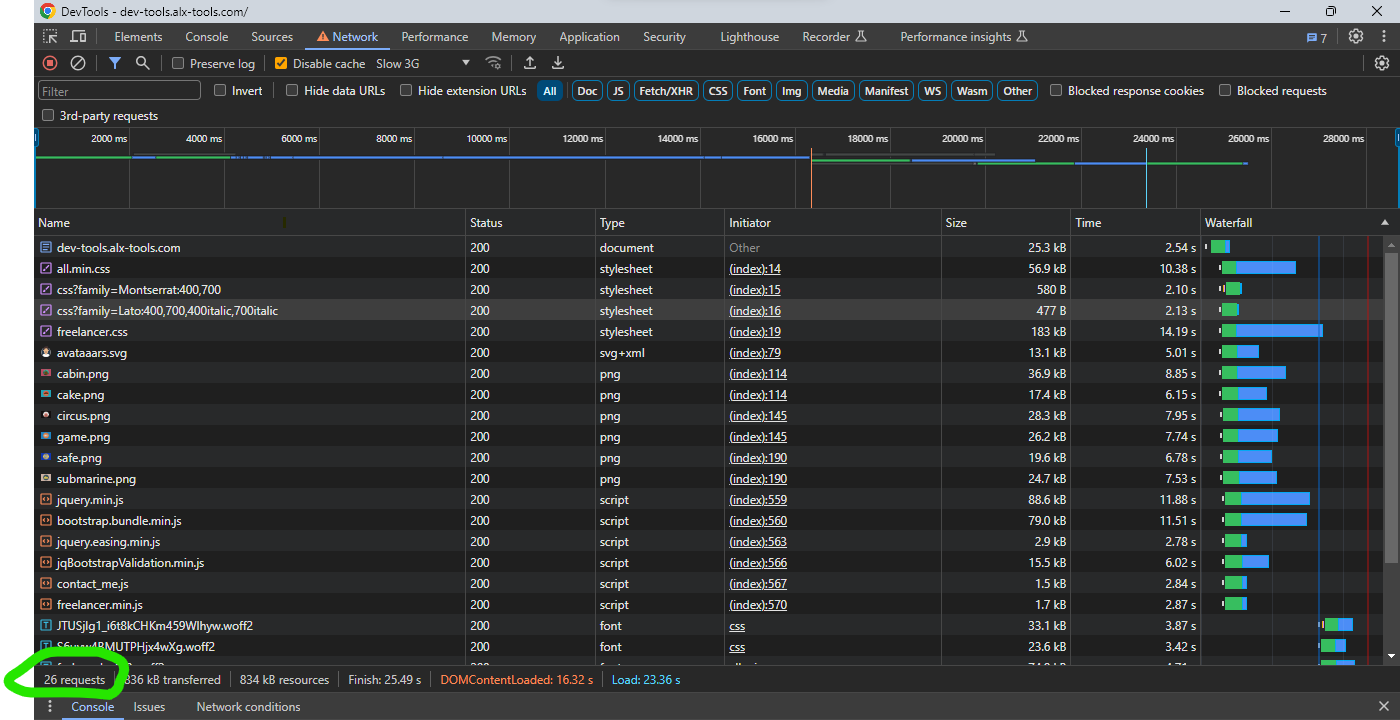 DevTools - dev-tools.alx-tools.com/
Elements Console Sources Network Performance Memory Application Security Lighthouse Recorder Performance insights 7
Preserve log Disable cache Slow 3G
Filter Invert Hide data URLs Hide extension URLs All Doc JS Fetch/XHR CSS Font Img Media Manifest WS Wasm Other Blocked response cookies Blocked requests
3rd-party requests
2000 ms 4000 ms 6000 ms 8000 ms 10000 ms 12000 ms 14000 ms 16000 ms 18000 ms 20000 ms 22000 ms 24000 ms 26000 ms 28000 ms
Name Status Type Initiator Size Time Waterfall
dev-tools.alx-tools.com 200 document Other 25.3 kB 2.54 s
all.min.css 200 stylesheet (index):14 56.9 kB 10.38 s
css?family=Montserrat:400,700 200 stylesheet (index):15 580 B 2.10 s
css?family=Lato:400,700,400italic,700italic 200 stylesheet (index):16 477 B 2.13 s
freelancer.css 200 stylesheet (index):19 183 kB 14.19 s
avataaars.svg 200 svg+xml (index):79 13.1 kB 5.01 s
cabin.png 200 png (index):114 36.9 kB 8.85 s
cake.png 200 png (index):114 17.4 kB 6.15 s
circus.png 200 png (index):145 28.3 kB 7.95 s
game.png 200 png (index):145 26.2 kB 7.74 s
safe.png 200 png (index):190 19.6 kB 6.78 s
submarine.png 200 png (index):190 24.7 kB 7.53 s
jquery.min.js 200 script (index):559 88.6 kB 11.88 s
bootstrap.bundle.min.js 200 script (index):560 79.0 kB 11.51 s
jquery.easing.min.js 200 script (index):563 2.9 kB 2.78 s
jqBootstrapValidation.min.js 200 script (index):566 15.5 kB 6.02 s
contact_me.js 200 script (index):567 1.5 kB 2.84 s
freelancer.min.js 200 script (index):570 1.7 kB 2.87 s
JTUSjIg1_i6t8kCHKm459Wlhyw.woff2 200 font css 33.1 kB 3.87 s
200 font css 23.6 kB 3.42 s
26 requests 836 kB transferred 834 kB resources Finish: 25.49 s DOMContentLoaded: 16.32 s Load: 23.36 s
Console Issues Network conditions